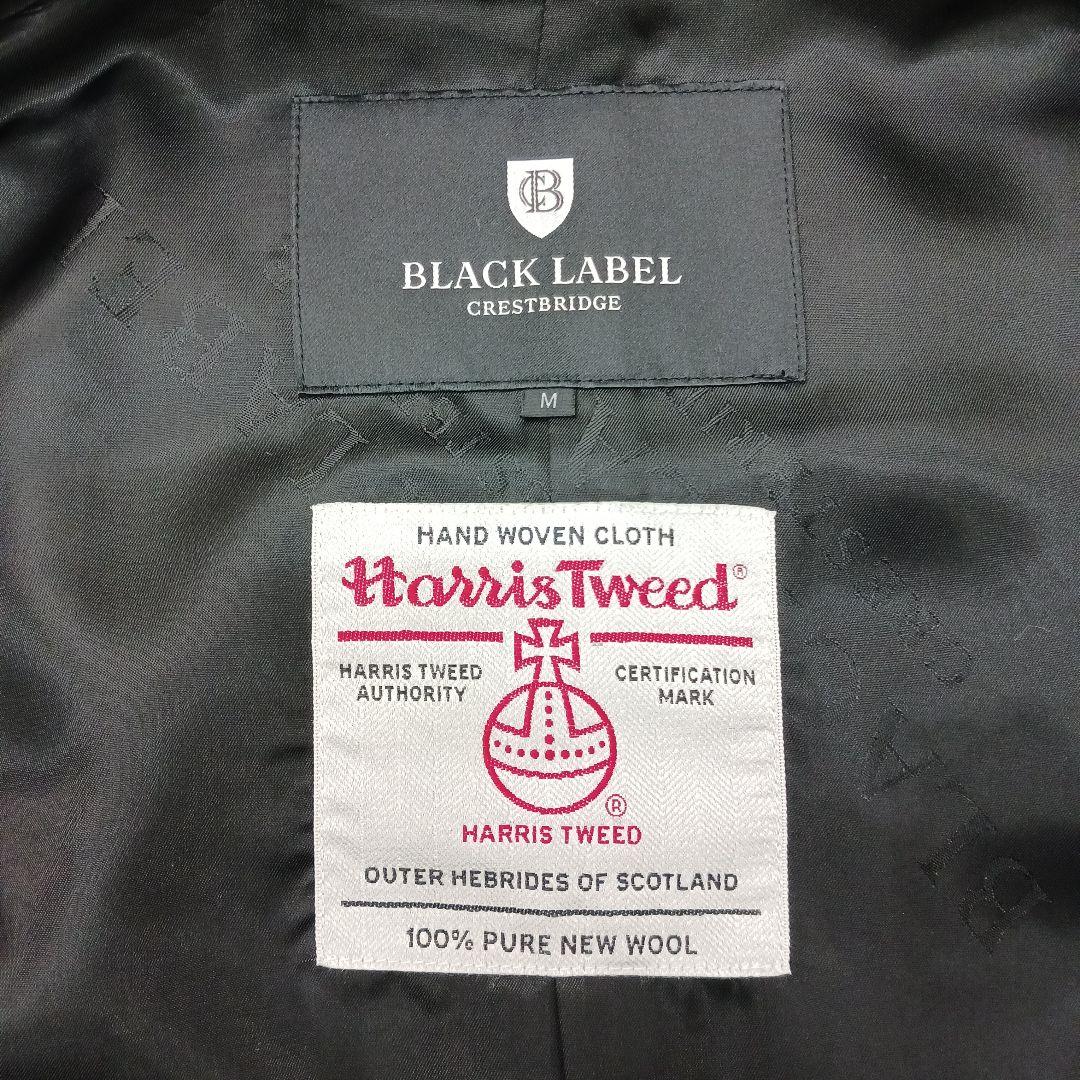 CB
BLACK LABEL
CRESTBRIDGE
M
HAND WOVEN CLOTH
Harris Tweed®
HARRIS TWEED
AUTHORITY
CERTIFICATION
MARK
®
HARRIS TWEED
OUTER HEBRIDES OF SCOTLAND
100% PURE NEW WOOL